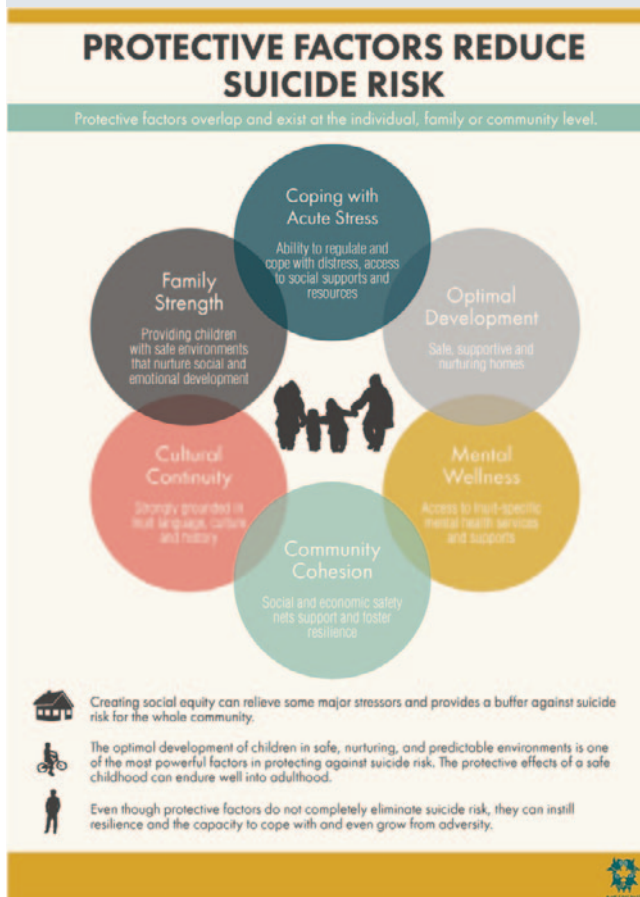 PROTECTIVE FACTORS REDUCE
SUICIDE RISK
Protective factors overlap and exist at the individual, family or community level.
Coping with
Acute Stress
Ability to regulate and
cope with distress, access
to social supports and
resources
Family
Strength
Providing children
with safe environments
that nurture social and
emotional development
Optimal
Development
Safe, supportive and
nurturing homes
Cultural
Continuity
Strongly grounded in
Inuit language, culture
and history
Mental
Wellness
Access to Inuit-specific
mental health services
and supports
Community
Cohesion
Social and economic safety
nets support and foster
resilience
Creating social equity can relieve some major stressors and provides a buffer against suicide
risk for the whole community.
The optimal development of children in safe, nurturing, and predictable environments is one
of the most powerful factors in protecting against suicide risk. The protective effects of a safe
childhood can endure well into adulthood.
Even though protective factors do not completely eliminate suicide risk, they can instill
resilience and the capacity to cope with and even grow from adversity.